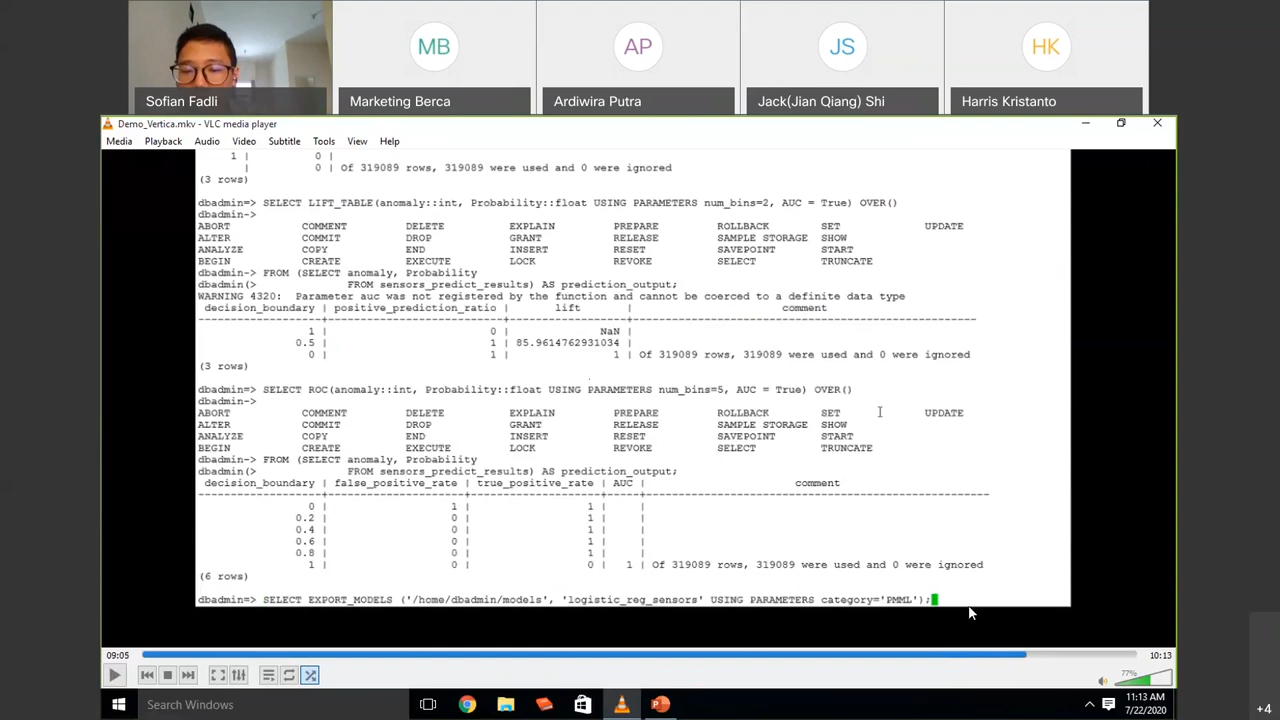 MB
AP
JS
HK
Sofian Fadli
Marketing Berca
Ardiwira Putra
Jack(Jian Qiang) Shi
Harris Kristanto
Demo_Vertica.mkv - VLC media player
Media Playback Audio Video Subtitle Tools View Help
1 | 0 |
| 0 | Of 319089 rows, 319089 were used and 0 were ignored
(3 rows)
dbadmin=> SELECT LIFT_TABLE(anomaly::int, Probability::float USING PARAMETERS num_bins=2, AUC = True) OVER()
dbadmin->
ABORT COMMENT DELETE EXPLAIN PREPARE ROLLBACK SET UPDATE
ALTER COMMIT DROP GRANT RELEASE SAMPLE STORAGE SHOW
ANALYZE COPY END INSERT RESET SAVEPOINT START
BEGIN CREATE EXECUTE LOCK REVOKE SELECT TRUNCATE
dbadmin-> FROM (SELECT anomaly, Probability
dbadmin(> FROM sensors_predict_results) AS prediction_output;
WARNING 4320: Parameter auc was not registered by the function and cannot be coerced to a definite data type
decision_boundary | positive_prediction_ratio | lift | comment
1 | 0 | NaN |
0.5 | 1 | 85.9614762931034 |
0 | 1 | 1 | Of 319089 rows, 319089 were used and 0 were ignored
(3 rows)
dbadmin=> SELECT ROC(anomaly::int, Probability::float USING PARAMETERS num_bins=5, AUC = True) OVER()
dbadmin->
ABORT COMMENT DELETE EXPLAIN PREPARE ROLLBACK SET UPDATE
ALTER COMMIT DROP GRANT RELEASE SAMPLE STORAGE SHOW
ANALYZE COPY END INSERT RESET SAVEPOINT START
BEGIN CREATE EXECUTE LOCK REVOKE SELECT TRUNCATE
dbadmin-> FROM (SELECT anomaly, Probability
dbadmin(> FROM sensors_predict_results) AS prediction_output;
decision_boundary | false_positive_rate | true_positive_rate | AUC | comment
0 | 1 | 1 | |
0.2 | 0 | 1 | |
0.4 | 0 | 1 | |
0.6 | 0 | 1 | |
0.8 | 0 | 1 | |
1 | 0 | 0 | 1 | Of 319089 rows, 319089 were used and 0 were ignored
(6 rows)
dbadmin=> SELECT EXPORT_MODELS ('/home/dbadmin/models', 'logistic_reg_sensors' USING PARAMETERS category='PMML');
09:05
10:13
77%
Search Windows
11:13 AM
7/22/2020
+4